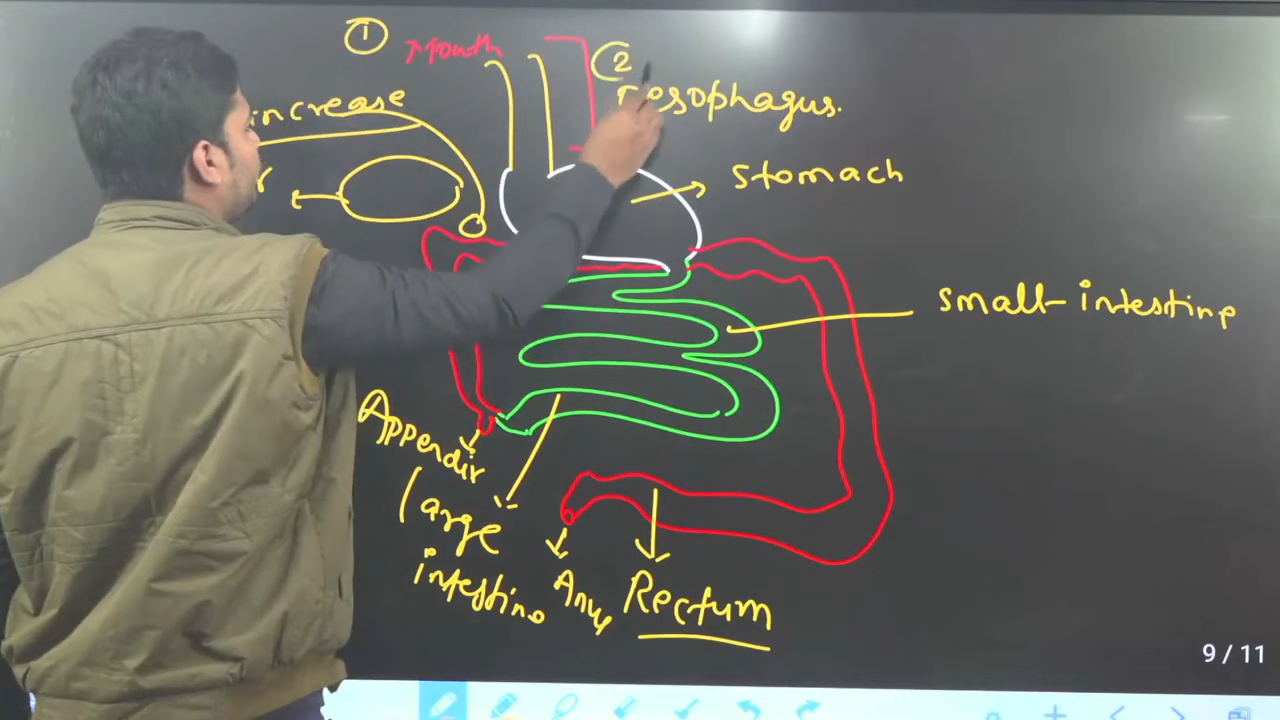 1
Mouth
2
oesophagus.
increase
stomach
small-intestine
Appendix
large
intestine
Anus
Rectum
9 / 11